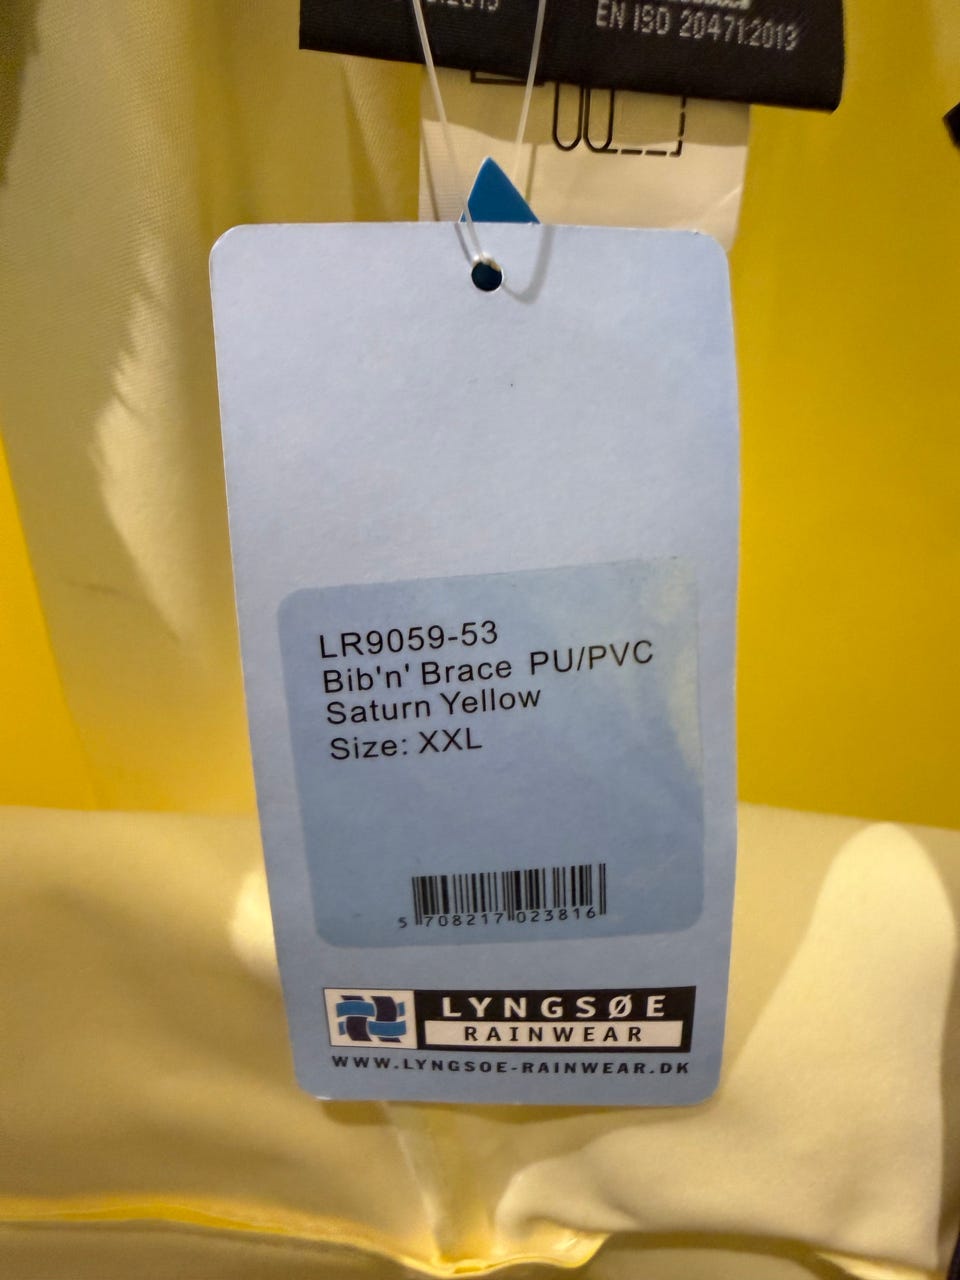 EN ISO 20471:2013
LR9059-53
Bib'n' Brace PU/PVC
Saturn Yellow
Size: XXL
5 708217 023816
LYNGSØE
RAINWEAR
WWW.LYNGSOE-RAINWEAR.DK